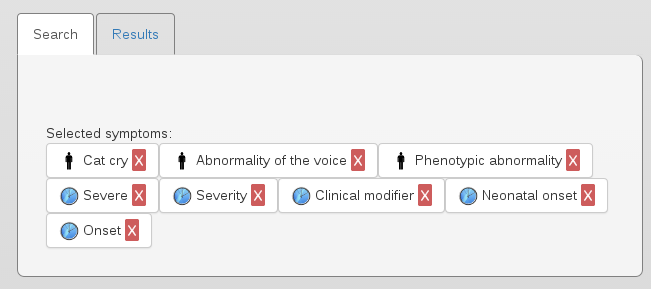 Search Results
Selected symptoms:
Cat cry X Abnormality of the voice X Phenotypic abnormality X
Severe X Severity X Clinical modifier X Neonatal onset X
Onset X